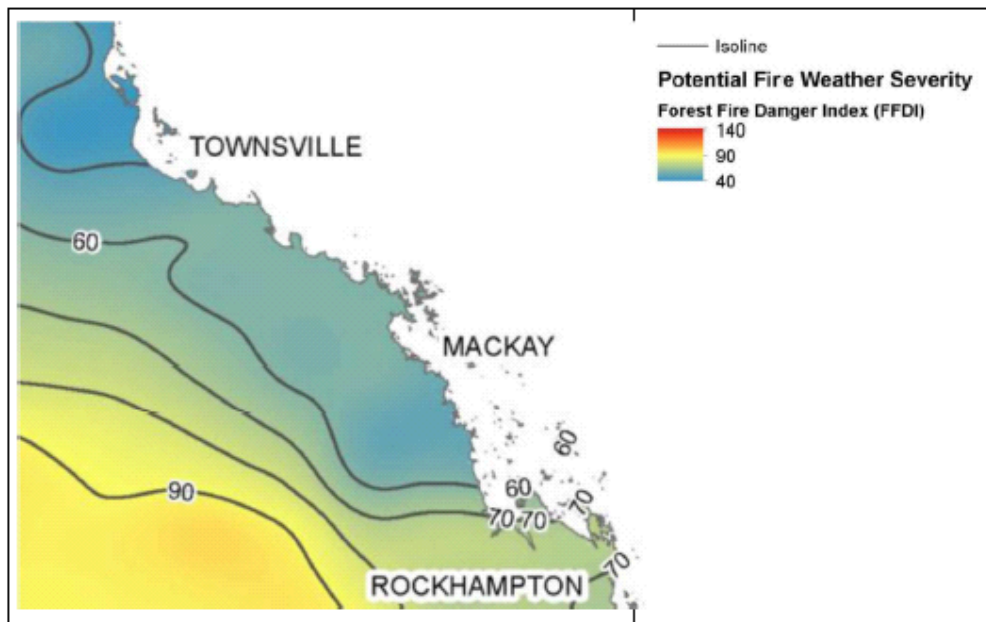 Isoline
Potential Fire Weather Severity
Forest Fire Danger Index (FFDI)
140
90
40
TOWNSVILLE
60
MACKAY
60
60
70 70
70
90
70
ROCKHAMPTON